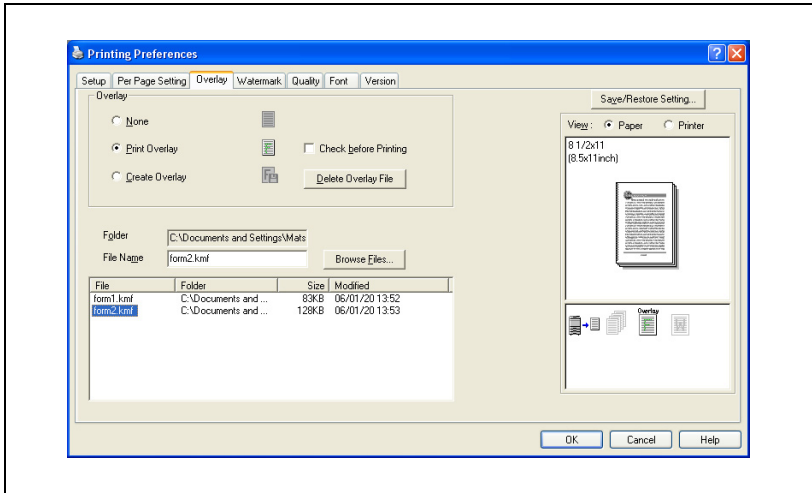 Printing Preferences
Setup Per Page Setting Overlay Watermark Quality Font Version
Overlay
None
Print Overlay
Check before Printing
Create Overlay
Delete Overlay File
Folder C:\Documents and Settings\Mats
File Name form2.kmf Browse Files...
File Folder Size Modified
form1.kmf C:\Documents and ... 83KB 06/01/20 13:52
form2.kmf C:\Documents and ... 128KB 06/01/20 13:53
Save/Restore Setting...
View : Paper Printer
8 1/2x11
(8.5x11inch)
Overlay
OK Cancel Help